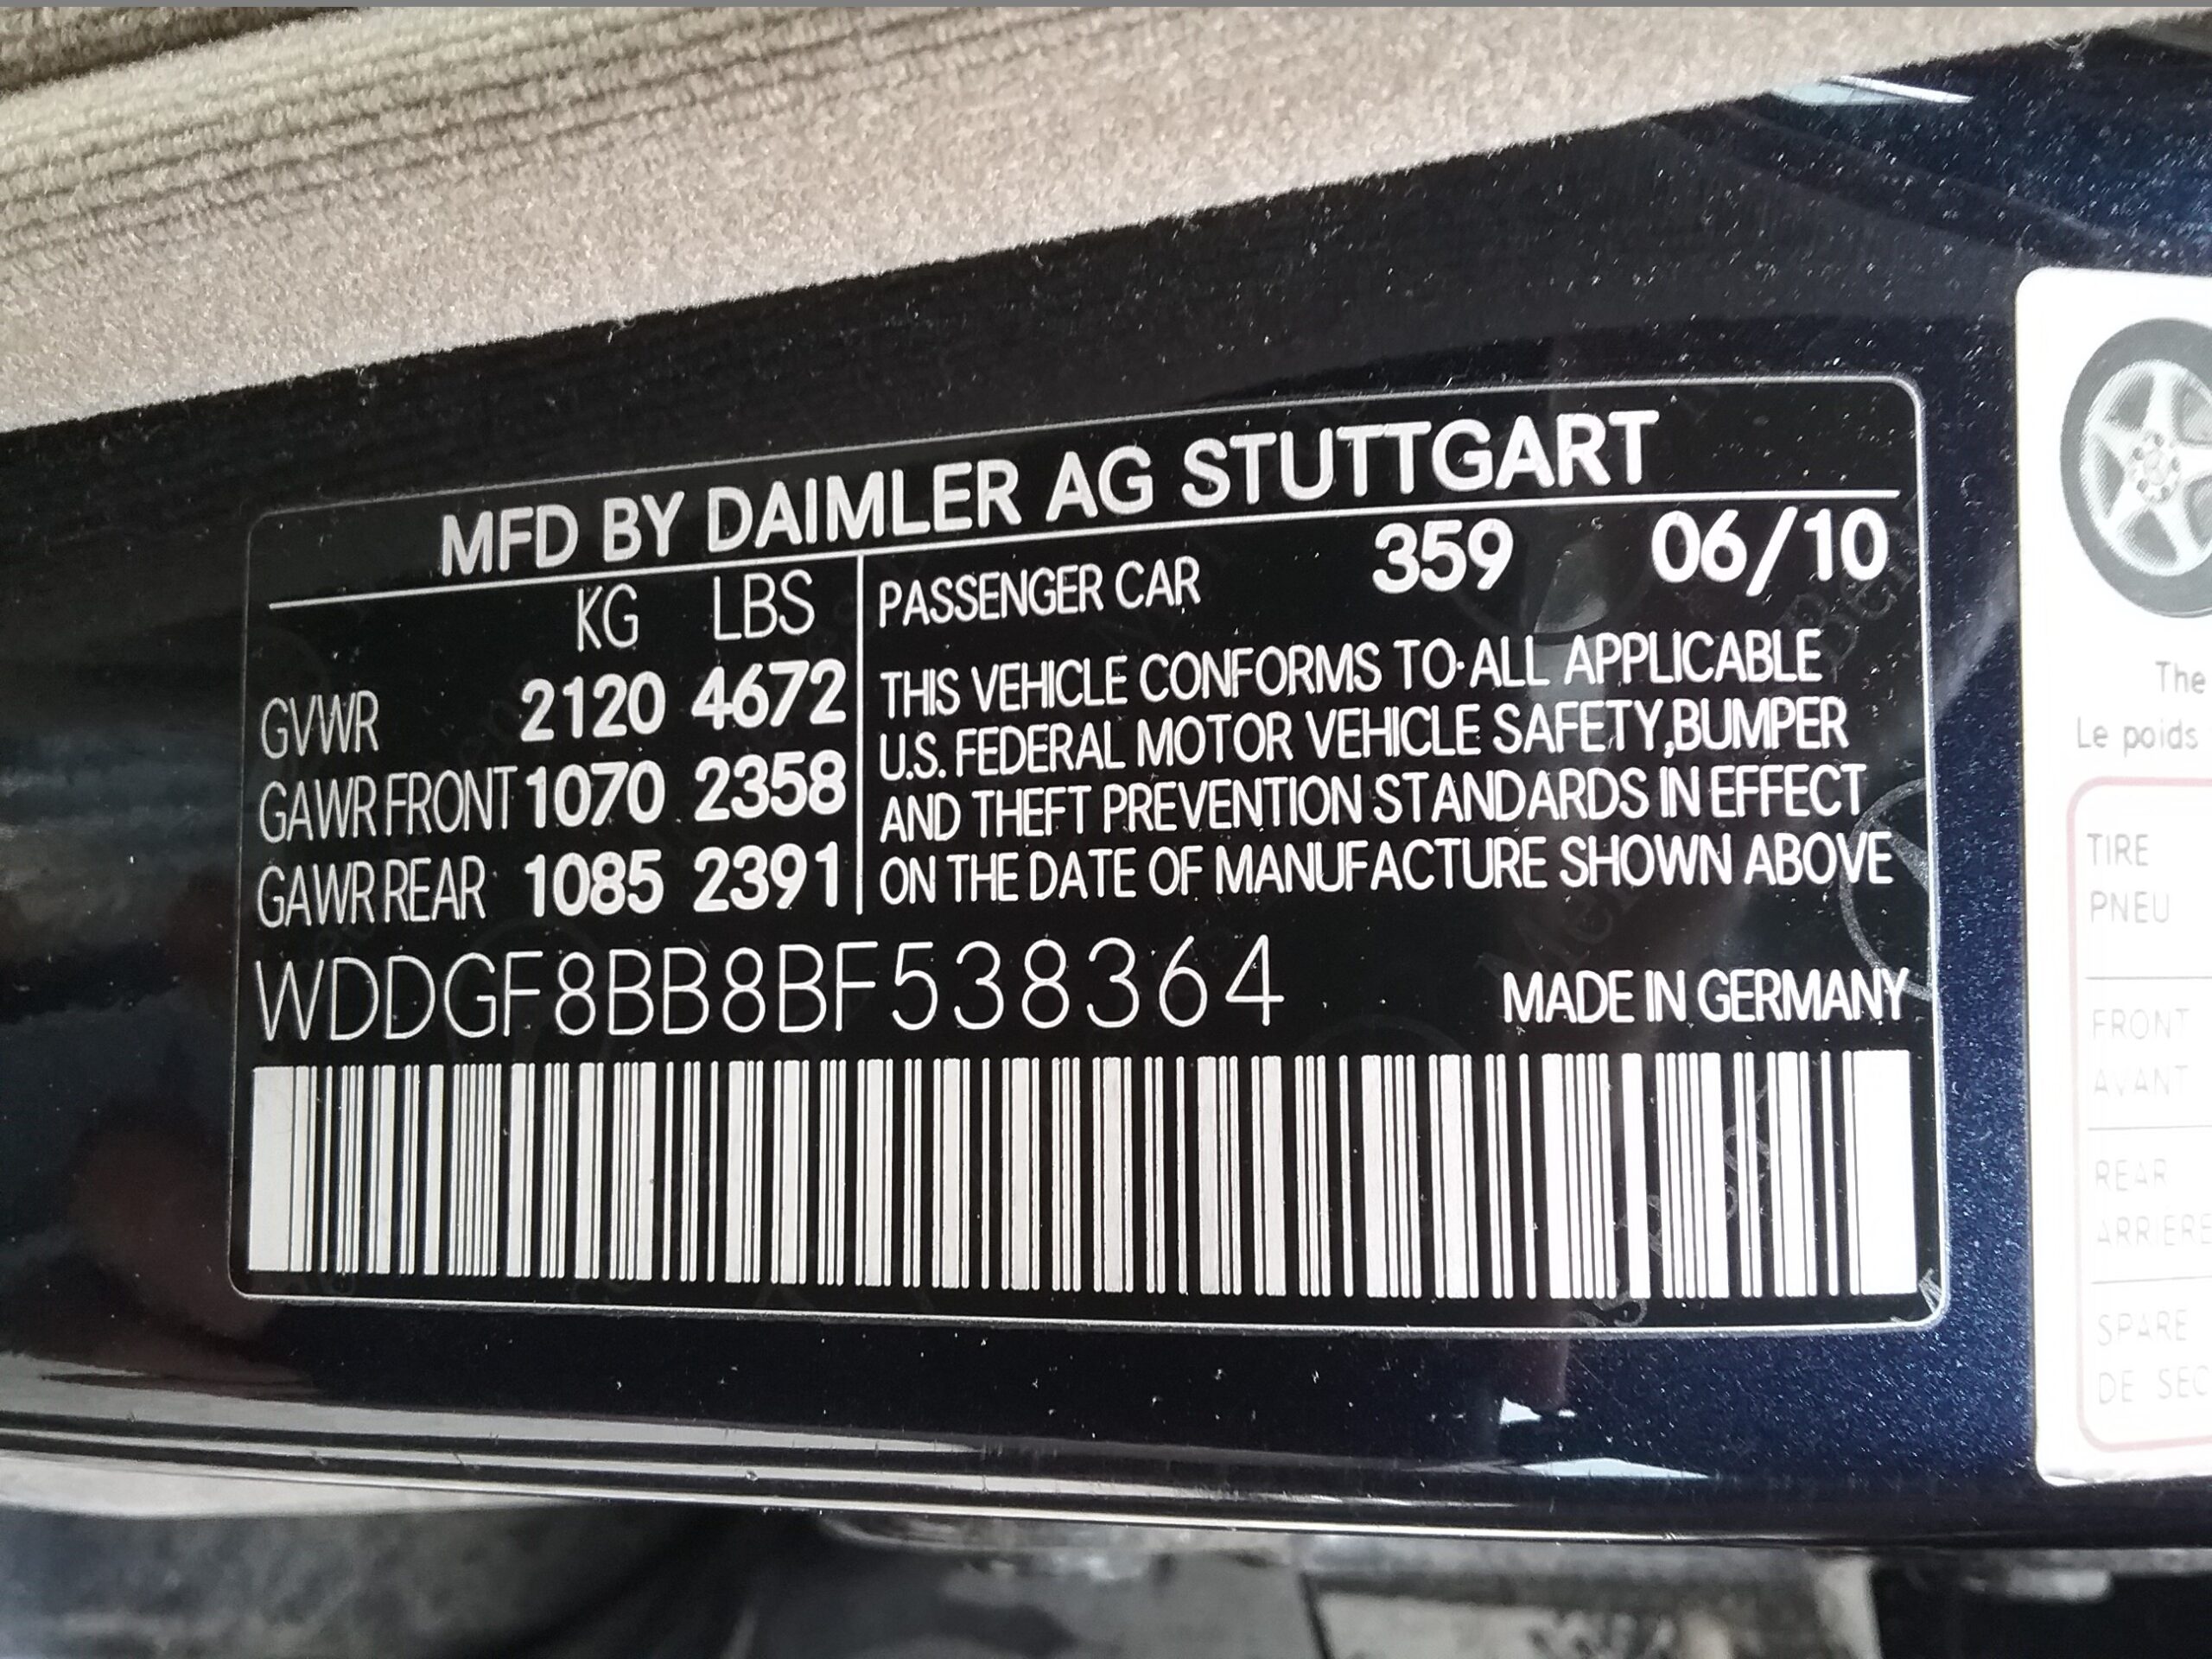 MFD BY DAIMLER AG STUTTGART
KG LBS
GVWR 2120 4672
GAWR FRONT 1070 2358
GAWR REAR 1085 2391
PASSENGER CAR 359 06/10
THIS VEHICLE CONFORMS TO ALL APPLICABLE
U.S. FEDERAL MOTOR VEHICLE SAFETY,BUMPER
AND THEFT PREVENTION STANDARDS IN EFFECT
ON THE DATE OF MANUFACTURE SHOWN ABOVE
WDDGF8BB8BF538364
MADE IN GERMANY
The
Le poids
TIRE
PNEU
FRONT
AVANT
REAR
ARRIERE
SPARE
DE